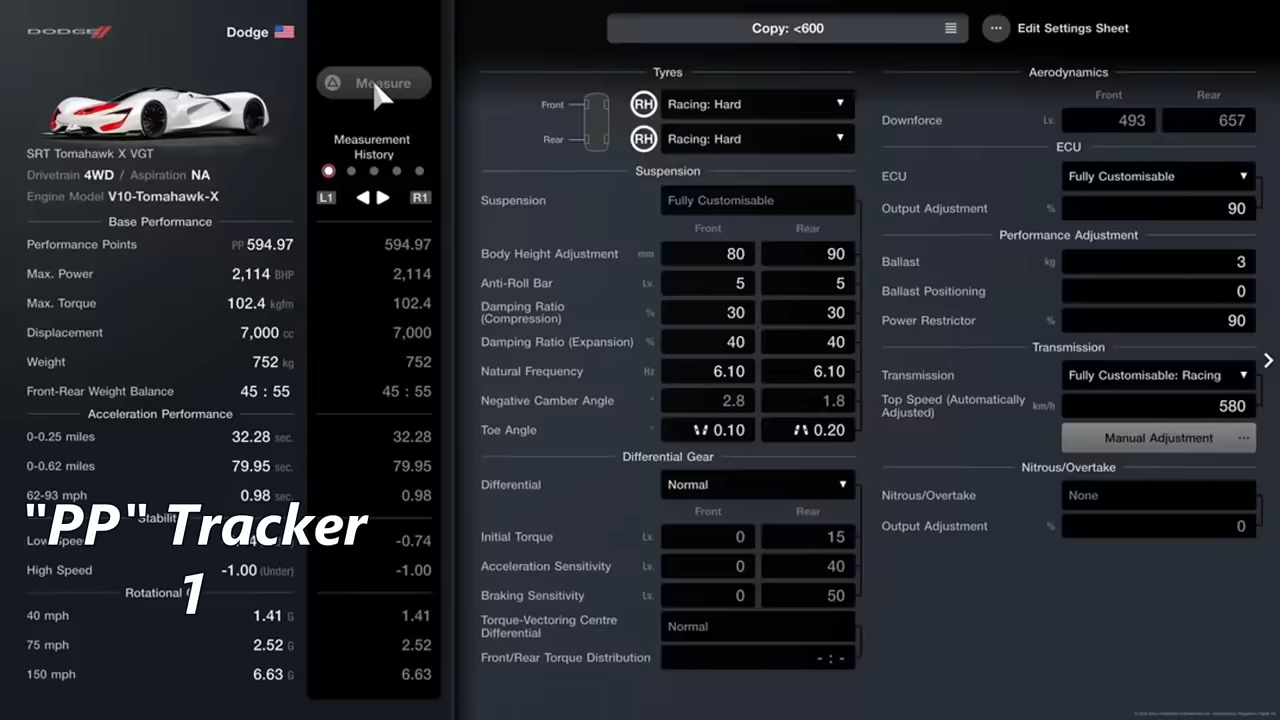 DODGE
Dodge
SRT Tomahawk X VGT
Drivetrain 4WD / Aspiration NA
Engine Model V10-Tomahawk-X
Base Performance
Performance Points PP 594.97
Max. Power 2,114 BHP
Max. Torque 102.4 kgfm
Displacement 7,000 cc
Weight 752 kg
Front-Rear Weight Balance 45 : 55
Acceleration Performance
0-0.25 miles 32.28 sec.
0-0.62 miles 79.95 sec.
62-93 mph 0.98 sec.
High Speed -1.00 (Under)
40 mph 1.41 G
75 mph 2.52 G
150 mph 6.63 G
"PP" Tracker
1
Measure
Measurement
History
L1 R1
594.97
2,114
102.4
7,000
752
45 : 55
32.28
79.95
0.98
-0.74
-1.00
1.41
2.52
6.63
Copy: <600
Edit Settings Sheet
Tyres
Front RH Racing: Hard
Rear RH Racing: Hard
Suspension
Suspension Fully Customisable
Front Rear
Body Height Adjustment mm 80 90
Anti-Roll Bar Lv. 5 5
Damping Ratio
(Compression) % 30 30
Damping Ratio (Expansion) % 40 40
Natural Frequency Hz 6.10 6.10
Negative Camber Angle ° 2.8 1.8
Toe Angle ° 0.10 0.20
Differential Gear
Differential Normal
Front Rear
Initial Torque Lv. 0 15
Acceleration Sensitivity Lv. 0 40
Braking Sensitivity Lv. 0 50
Torque-Vectoring Centre
Differential Normal
Front/Rear Torque Distribution - : -
Aerodynamics
Front Rear
Downforce Lv. 493 657
ECU
ECU Fully Customisable
Output Adjustment % 90
Performance Adjustment
Ballast kg 3
Ballast Positioning 0
Power Restrictor % 90
Transmission
Transmission Fully Customisable: Racing
Top Speed (Automatically
Adjusted) km/h 580
Manual Adjustment
Nitrous/Overtake
Nitrous/Overtake None
Output Adjustment % 0